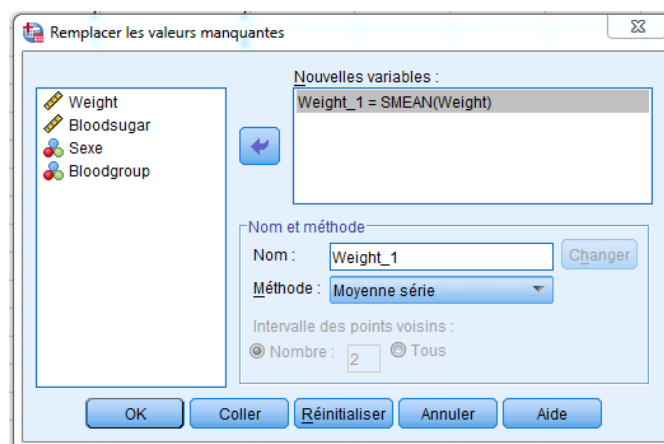 Remplacer les valeurs manquantes
Nouvelles variables :
Weight
Bloodsugar
Sexe
Bloodgroup
Weight_1 = SMEAN(Weight)
Nom et méthode
Nom :
Weight_1
Changer
Méthode :
Moyenne série
Intervalle des points voisins :
Nombre :
2
Tous
OK
Coller
Réinitialiser
Annuler
Aide